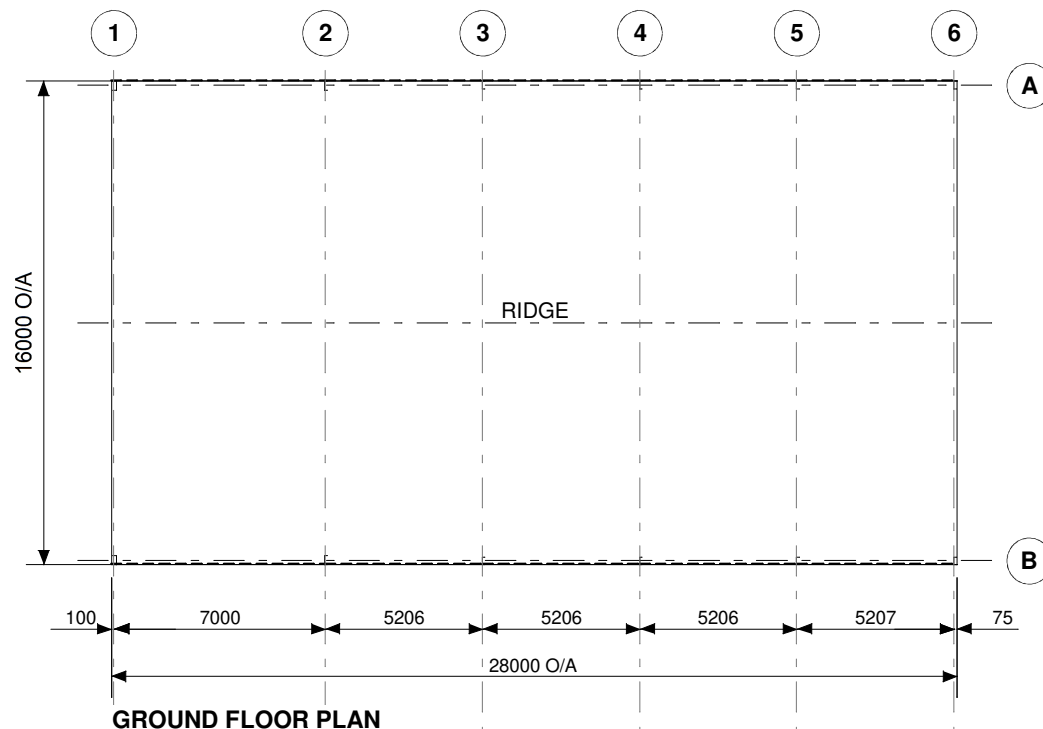 1 2 3 4 5 6
A
16000 O/A
RIDGE
B
100 7000 5206 5206 5206 5207 75
28000 O/A
GROUND FLOOR PLAN